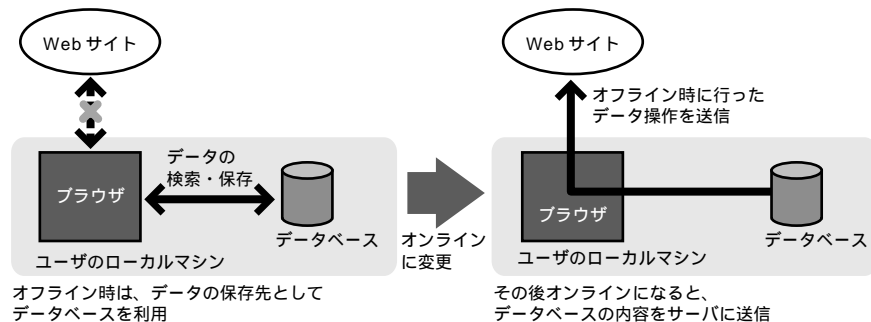 Webサイト
データの
検索・保存
ブラウザ
データベース
ユーザのローカルマシン
オフライン時は、データの保存先として
データベースを利用
オンライン
に変更
Webサイト
オフライン時に行った
データ操作を送信
ブラウザ
データベース
ユーザのローカルマシン
その後オンラインになると、
データベースの内容をサーバに送信